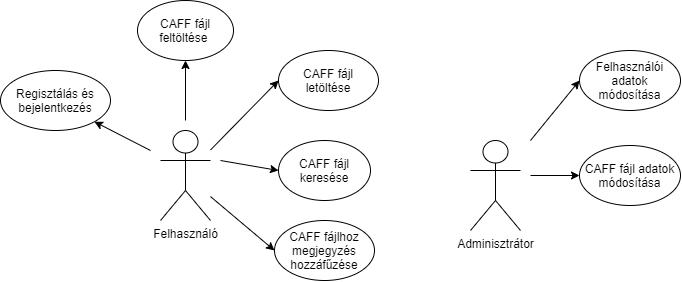 CAFF fájl
feltöltése
CAFF fájl
letöltése
Regisztálás és
bejelentkezés
CAFF fájl
keresése
CAFF fájlhoz
megjegyzés
hozzáfűzése
Felhasználó
Felhasználói
adatok
módosítása
CAFF fájl adatok
módosítása
Adminisztrátor